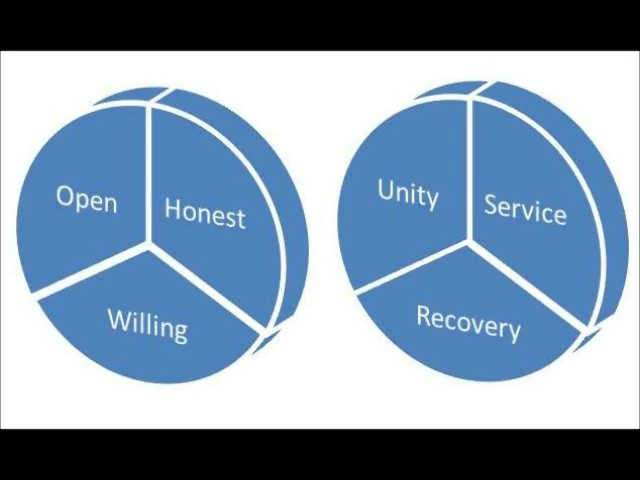 Open
Honest
Willing
Unity
Service
Recovery